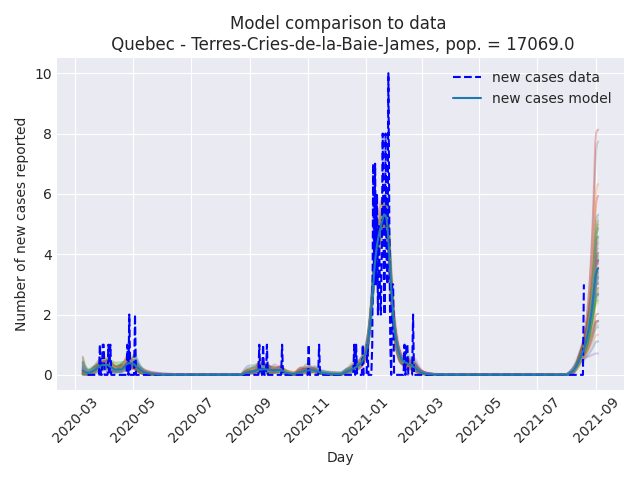 Model comparison to data
Quebec - Terres-Cries-de-la-Baie-James, pop. = 17069.0
new cases data
new cases model
Number of new cases reported
10
8
6
4
2
0
2020-03
2020-05
2020-07
2020-09
2020-11
2021-01
2021-03
2021-05
2021-07
2021-09
Day